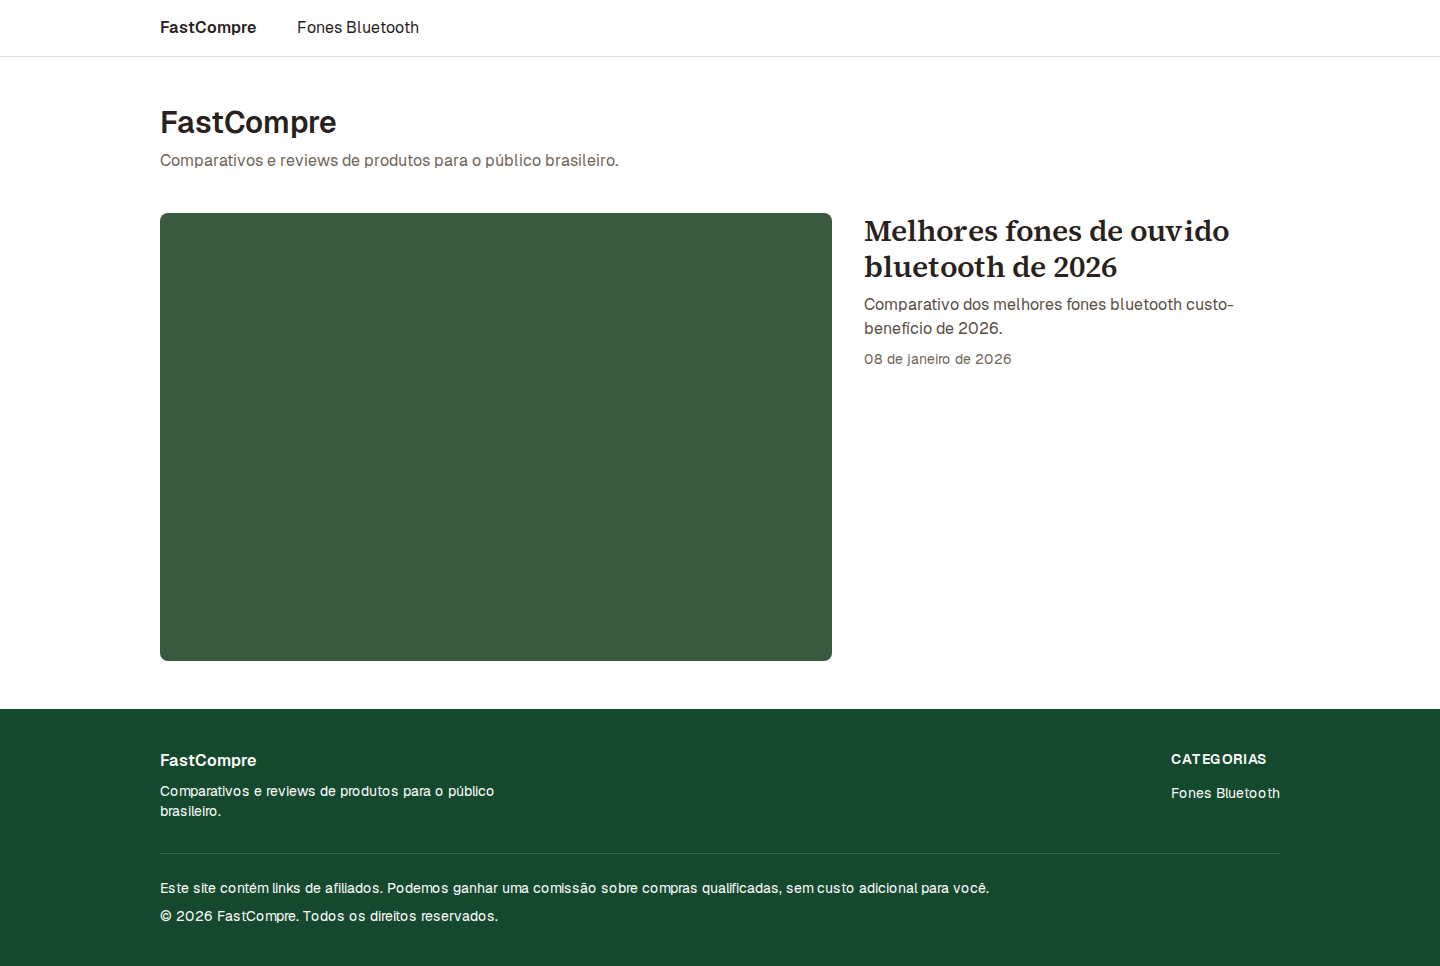 FastCompre
Fones Bluetooth
FastCompre
Comparativos e reviews de produtos para o público brasileiro.
Melhores fones de ouvido
bluetooth de 2026
Comparativo dos melhores fones bluetooth custo-
benefício de 2026.
08 de janeiro de 2026
FastCompre
Comparativos e reviews de produtos para o público
brasileiro.
CATEGORIAS
Fones Bluetooth
Este site contém links de afiliados. Podemos ganhar uma comissão sobre compras qualificadas, sem custo adicional para você.
© 2026 FastCompre. Todos os direitos reservados.